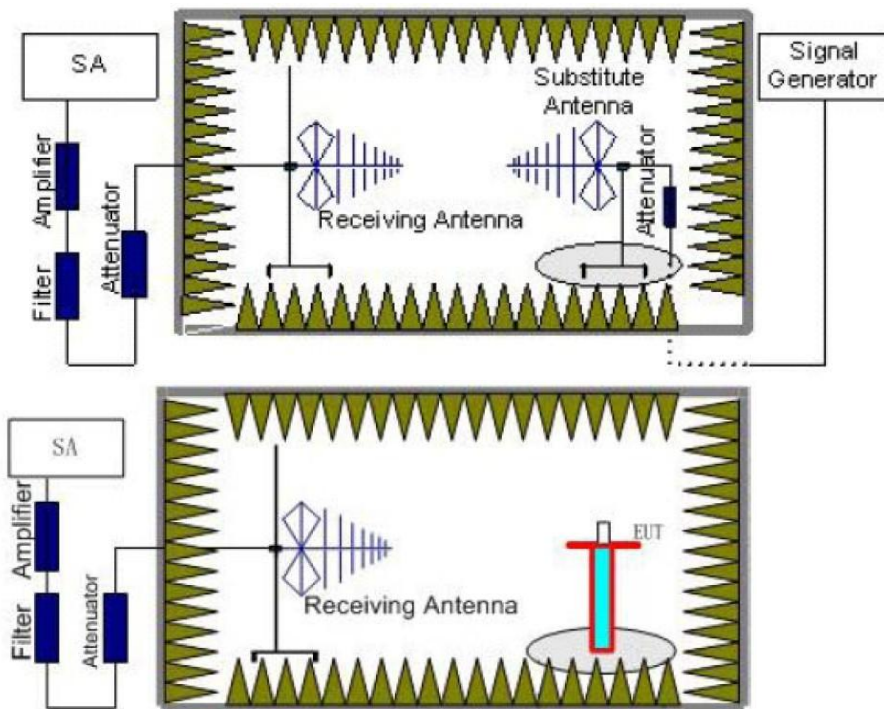 SA
Signal
Generator
Substitute
Antenna
Amplifier
Attenuator
Attenuator
Receiving Antenna
Filter
SA
Amplifier
EUT
Receiving Antenna
Filter
Attenuator